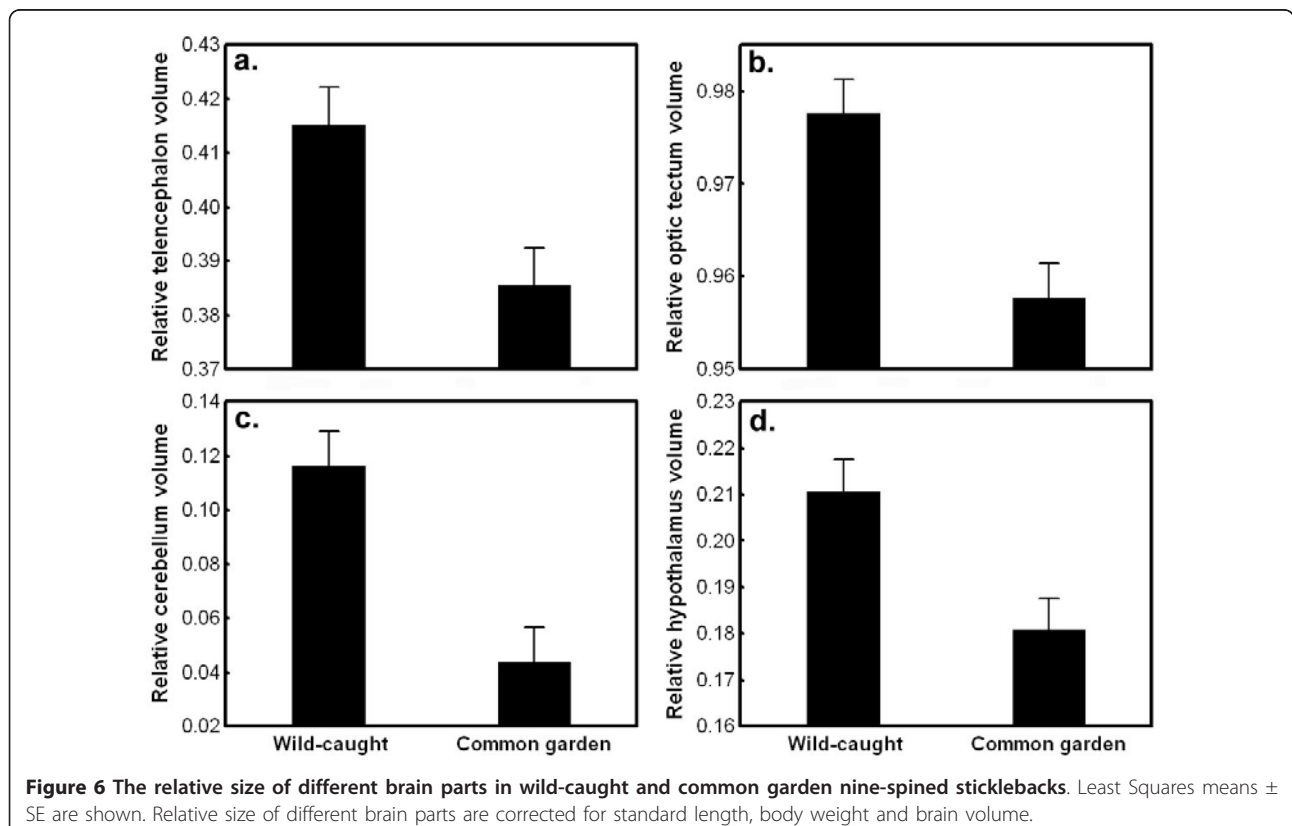 a.
Relative telencephalon volume
0.43
0.42
0.41
0.40
0.39
0.38
0.37
b.
Relative optic tectum volume
0.98
0.97
0.96
0.95
c.
Relative cerebellum volume
0.14
0.12
0.10
0.08
0.06
0.04
0.02
Wild-caught
Common garden
d.
Relative hypothalamus volume
0.23
0.22
0.21
0.20
0.19
0.18
0.17
0.16
Wild-caught
Common garden
Figure 6 The relative size of different brain parts in wild-caught and common garden nine-spined sticklebacks. Least Squares means ±
SE are shown. Relative size of different brain parts are corrected for standard length, body weight and brain volume.